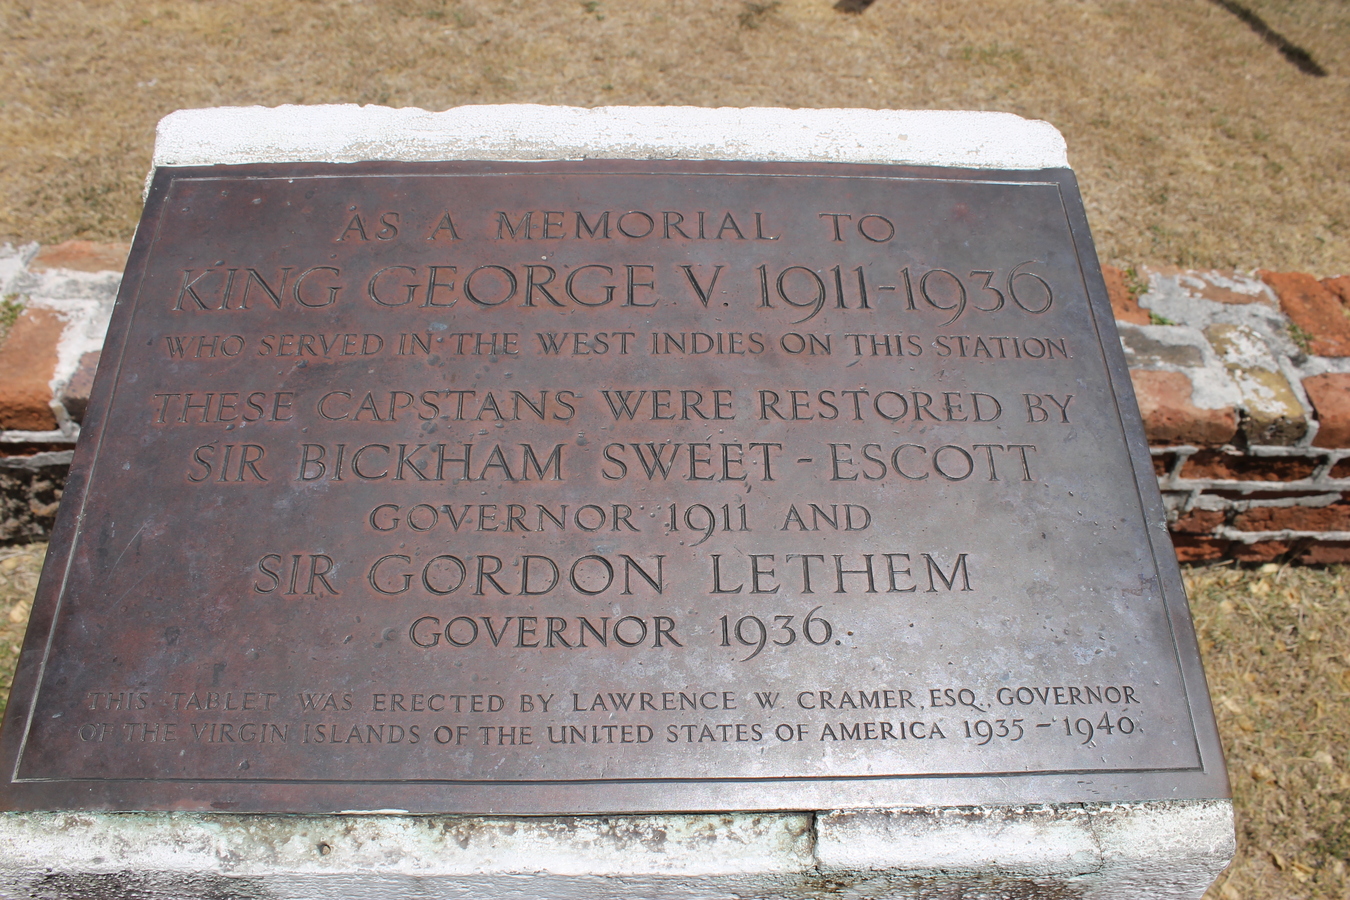 AS A MEMORIAL TO
KING GEORGE V. 1911-1936
WHO SERVED IN THE WEST INDIES ON THIS STATION.
THESE CAPSTANS WERE RESTORED BY
SIR BICKHAM SWEET-ESCOTT
GOVERNOR 1911 AND
SIR GORDON LETHEM
GOVERNOR 1936.
THIS TABLET WAS ERECTED BY LAWRENCE W. CRAMER, ESQ., GOVERNOR
OF THE VIRGIN ISLANDS OF THE UNITED STATES OF AMERICA 1935-1940.